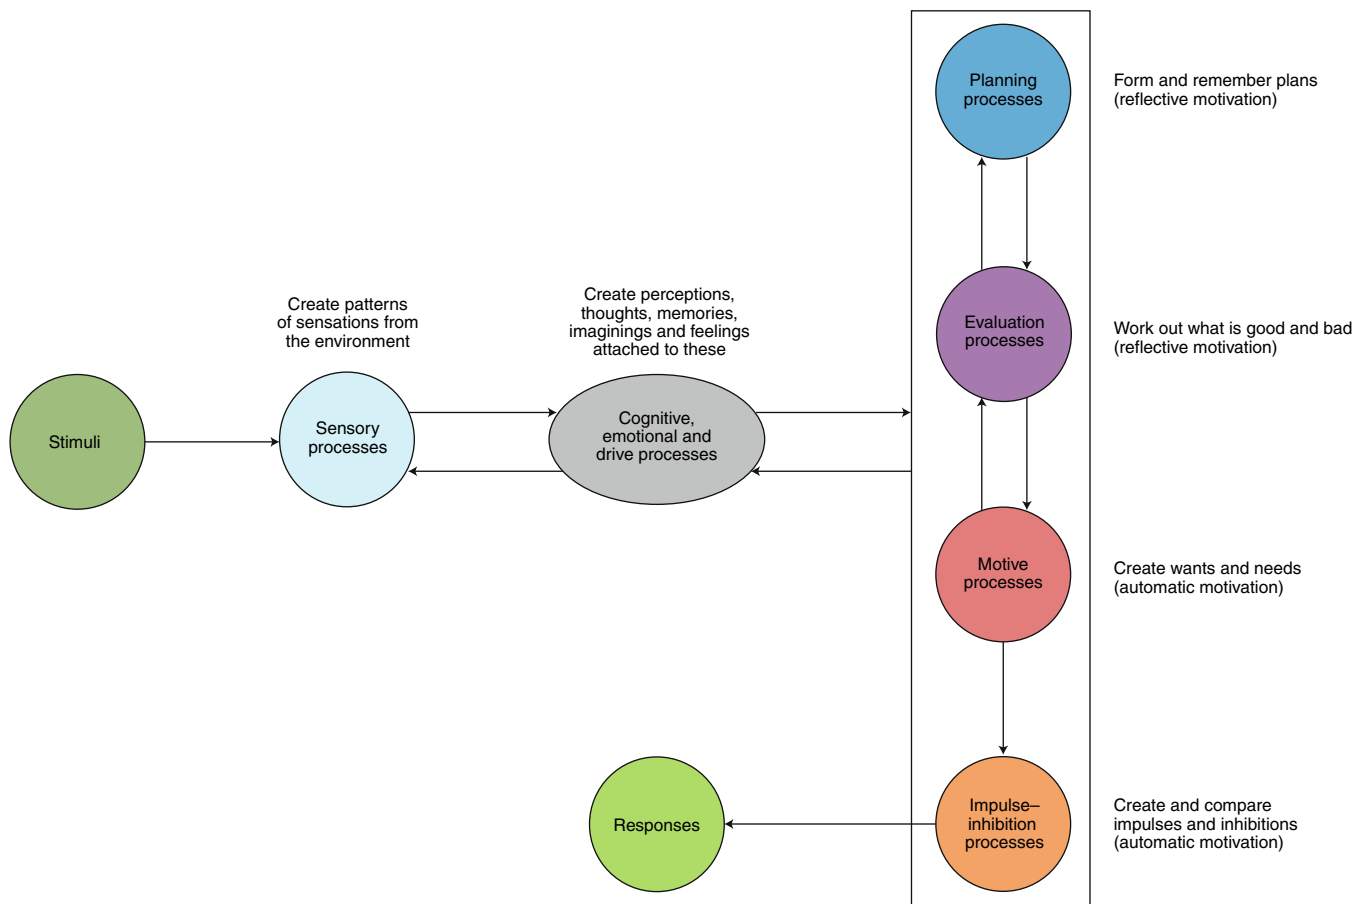 Planning
processes
Form and remember plans
(reflective motivation)
Evaluation
processes
Work out what is good and bad
(reflective motivation)
Create patterns
of sensations from
the environment
Create perceptions,
thoughts, memories,
imaginings and feelings
attached to these
Stimuli
Sensory
processes
Cognitive,
emotional and
drive processes
Motive
processes
Create wants and needs
(automatic motivation)
Responses
Impulse–
inhibition
processes
Create and compare
impulses and inhibitions
(automatic motivation)